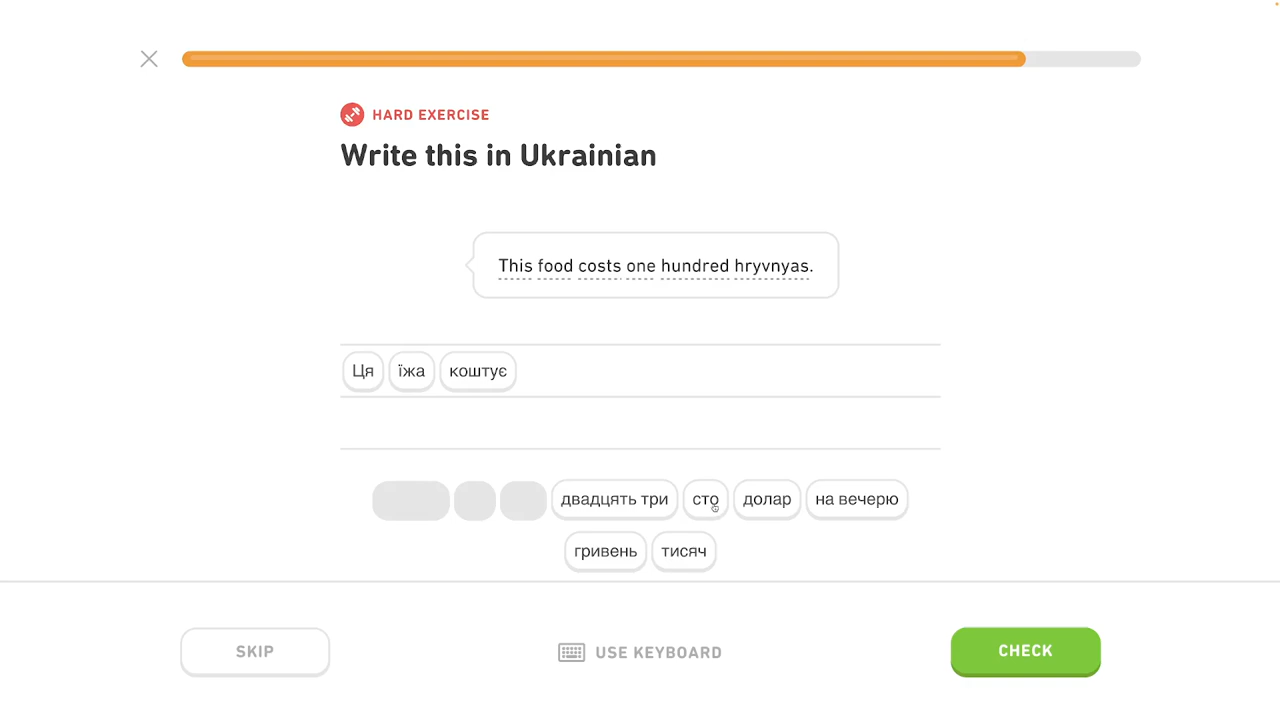 HARD EXERCISE
Write this in Ukrainian
This food costs one hundred hryvnyas.
Ця їжа коштує
двадцять три сто долар на вечерю
гривень тисяч
SKIP USE KEYBOARD CHECK